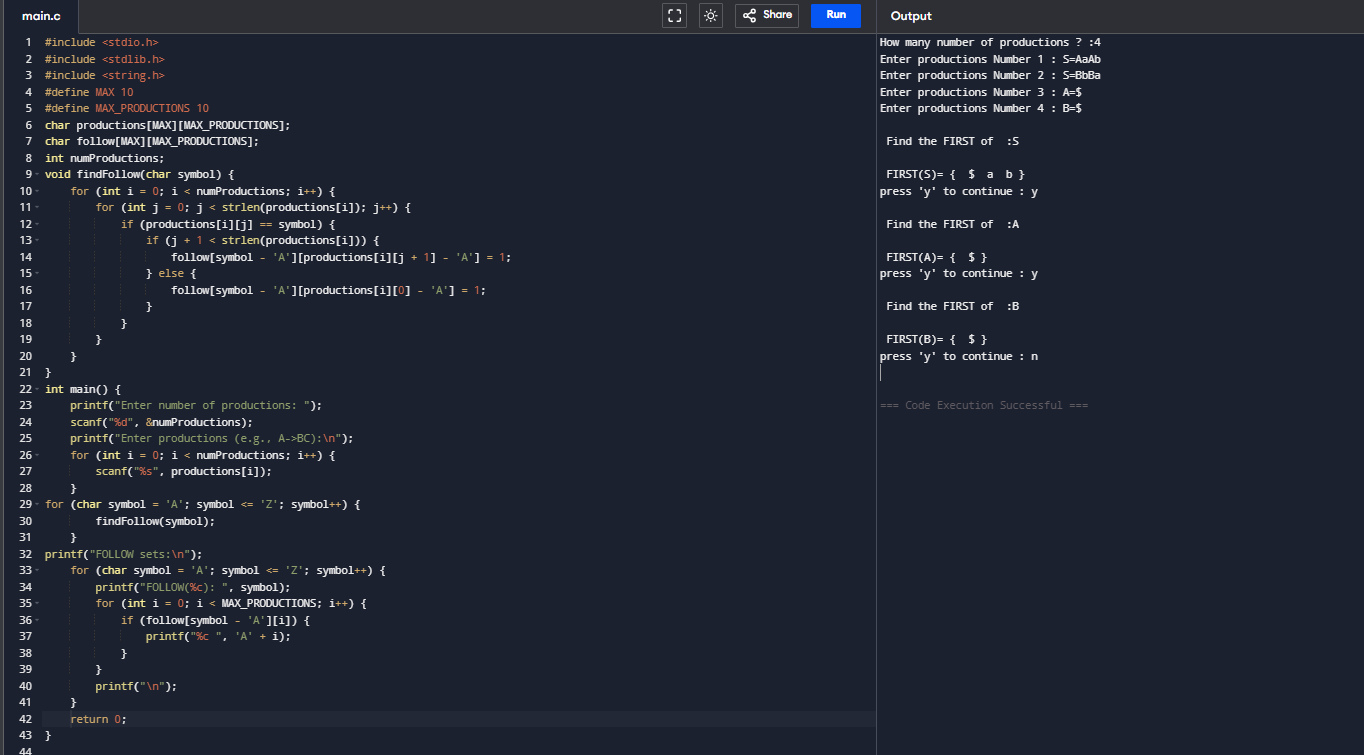 main.c
Share
Run
Output
1 #include <stdio.h>
2 #include <stdlib.h>
3 #include <string.h>
4 #define MAX 10
5 #define MAX_PRODUCTIONS 10
6 char productions[MAX][MAX_PRODUCTIONS];
7 char follow[MAX][MAX_PRODUCTIONS];
8 int numProductions;
9 void findFollow(char symbol) {
10     for (int i = 0; i < numProductions; i++) {
11         for (int j = 0; j < strlen(productions[i]); j++) {
12             if (productions[i][j] == symbol) {
13                 if (j + 1 < strlen(productions[i])) {
14                     follow[symbol - 'A'][productions[i][j + 1] - 'A'] = 1;
15                 } else {
16                     follow[symbol - 'A'][productions[i][0] - 'A'] = 1;
17                 }
18             }
19         }
20     }
21 }
22 int main() {
23     printf("Enter number of productions: ");
24     scanf("%d", &numProductions);
25     printf("Enter productions (e.g., A->BC):\n");
26     for (int i = 0; i < numProductions; i++) {
27         scanf("%s", productions[i]);
28     }
29 for (char symbol = 'A'; symbol <= 'Z'; symbol++) {
30         findFollow(symbol);
31     }
32 printf("FOLLOW sets:\n");
33     for (char symbol = 'A'; symbol <= 'Z'; symbol++) {
34         printf("FOLLOW(%c): ", symbol);
35         for (int i = 0; i < MAX_PRODUCTIONS; i++) {
36             if (follow[symbol - 'A'][i]) {
37                 printf("%c ", 'A' + i);
38             }
39         }
40         printf("\n");
41     }
42     return 0;
43 }
44
How many number of productions ? :4
Enter productions Number 1 : S=AaAb
Enter productions Number 2 : S=BbBa
Enter productions Number 3 : A=$
Enter productions Number 4 : B=$
Find the FIRST of  :S
FIRST(S)= {  $  a  b }
press 'y' to continue : y
Find the FIRST of  :A
FIRST(A)= {  $ }
press 'y' to continue : y
Find the FIRST of  :B
FIRST(B)= {  $ }
press 'y' to continue : n
=== Code Execution Successful ===